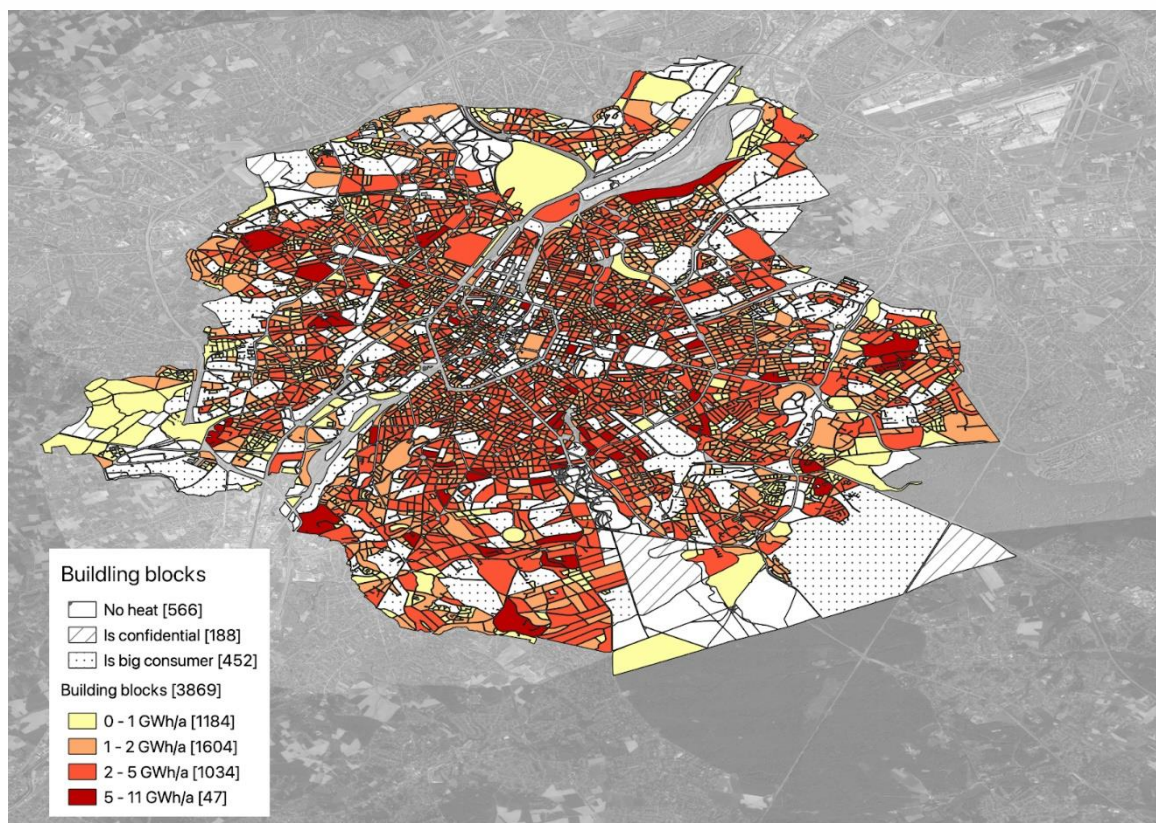 Buildling blocks
No heat [566]
Is confidential [188]
Is big consumer [452]
Building blocks [3869]
0 - 1 GWh/a [1184]
1 - 2 GWh/a [1604]
2 - 5 GWh/a [1034]
5 - 11 GWh/a [47]